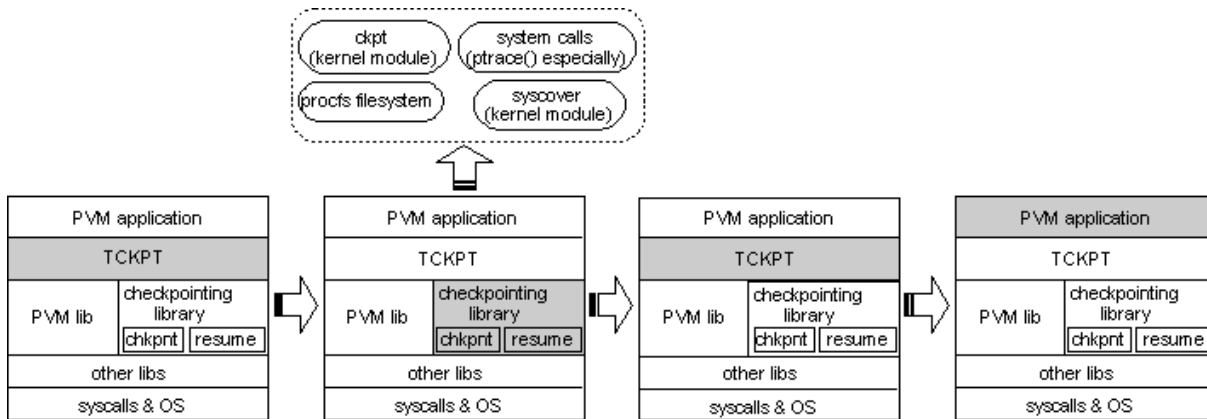 ckpt
(kernel module)
system calls
(ptrace() especially)
procfs filesystem
syscover
(kernel module)
PVM application
TCKPT
PVM lib
checkpointing
library
chkpnt
resume
other libs
syscalls & OS
PVM application
TCKPT
PVM lib
checkpointing
library
chkpnt
resume
other libs
syscalls & OS
PVM application
TCKPT
PVM lib
checkpointing
library
chkpnt
resume
other libs
syscalls & OS
PVM application
TCKPT
PVM lib
checkpointing
library
chkpnt
resume
other libs
syscalls & OS